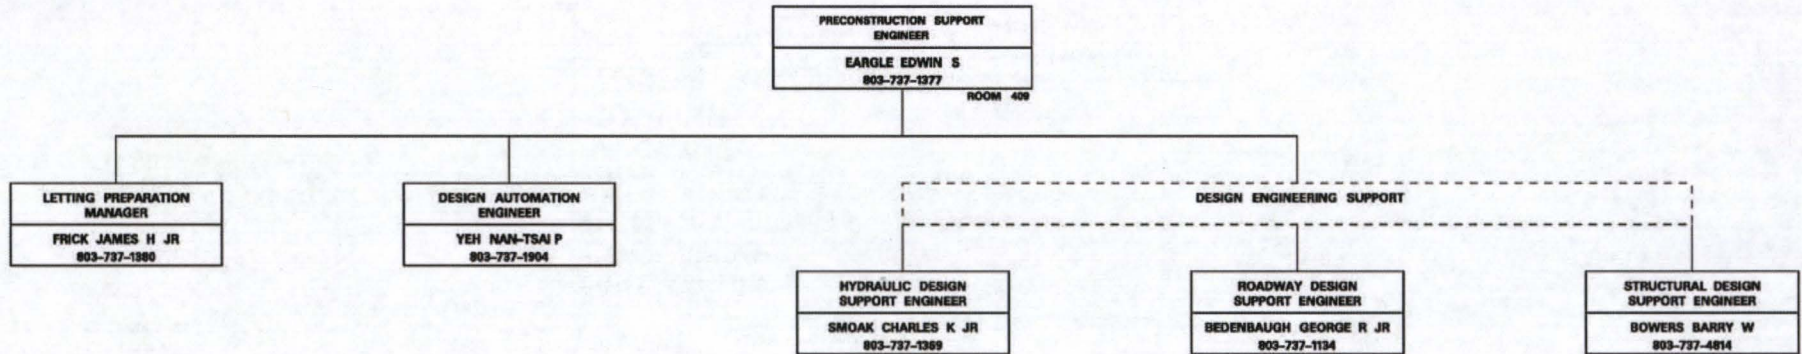 PRECONSTRUCTION SUPPORT
ENGINEER
EARGLE EDWIN S
803-737-1377
ROOM 409
LETTING PREPARATION
MANAGER
FRICK JAMES H JR
803-737-1380
DESIGN AUTOMATION
ENGINEER
YEH NAN-TSAI P
803-737-1904
DESIGN ENGINEERING SUPPORT
HYDRAULIC DESIGN
SUPPORT ENGINEER
SMOAK CHARLES K JR
803-737-1369
ROADWAY DESIGN
SUPPORT ENGINEER
BEDENBAUGH GEORGE R JR
803-737-1134
STRUCTURAL DESIGN
SUPPORT ENGINEER
BOWERS BARRY W
803-737-4814